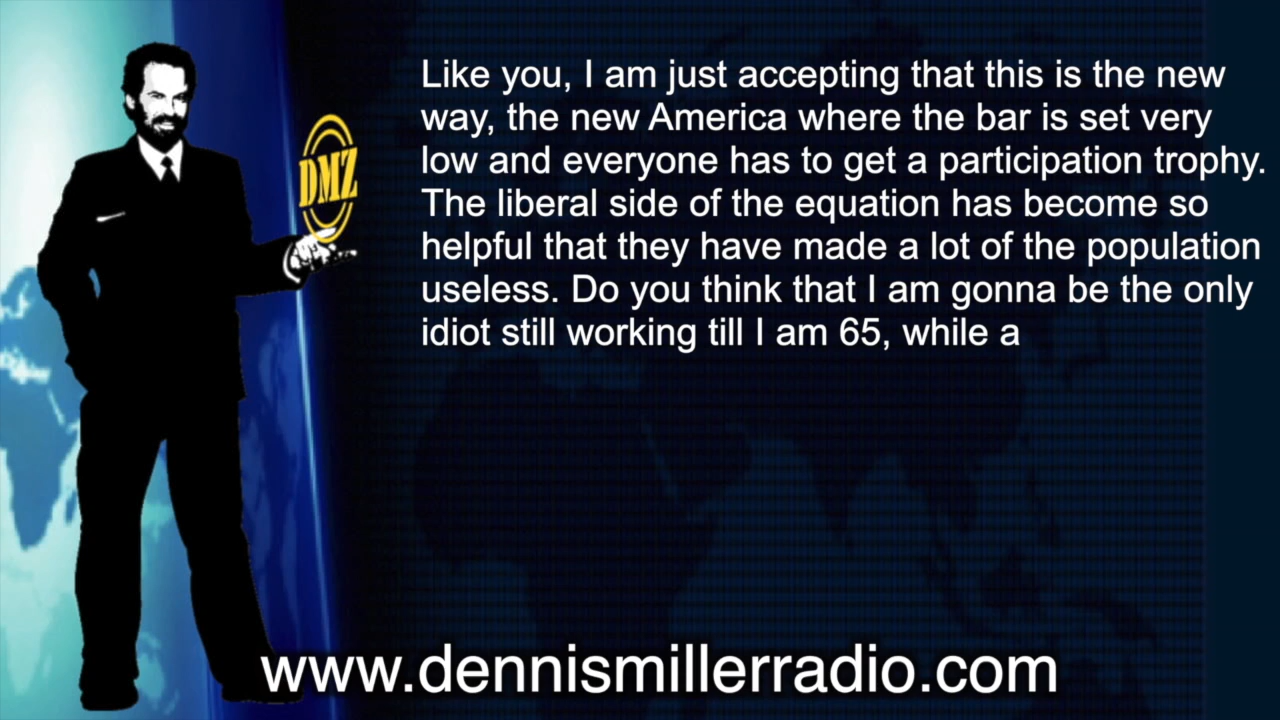 DMZ
Like you, I am just accepting that this is the new
way, the new America where the bar is set very
low and everyone has to get a participation trophy.
The liberal side of the equation has become so
helpful that they have made a lot of the population
useless. Do you think that I am gonna be the only
idiot still working till I am 65, while a
www.dennismillerradio.com